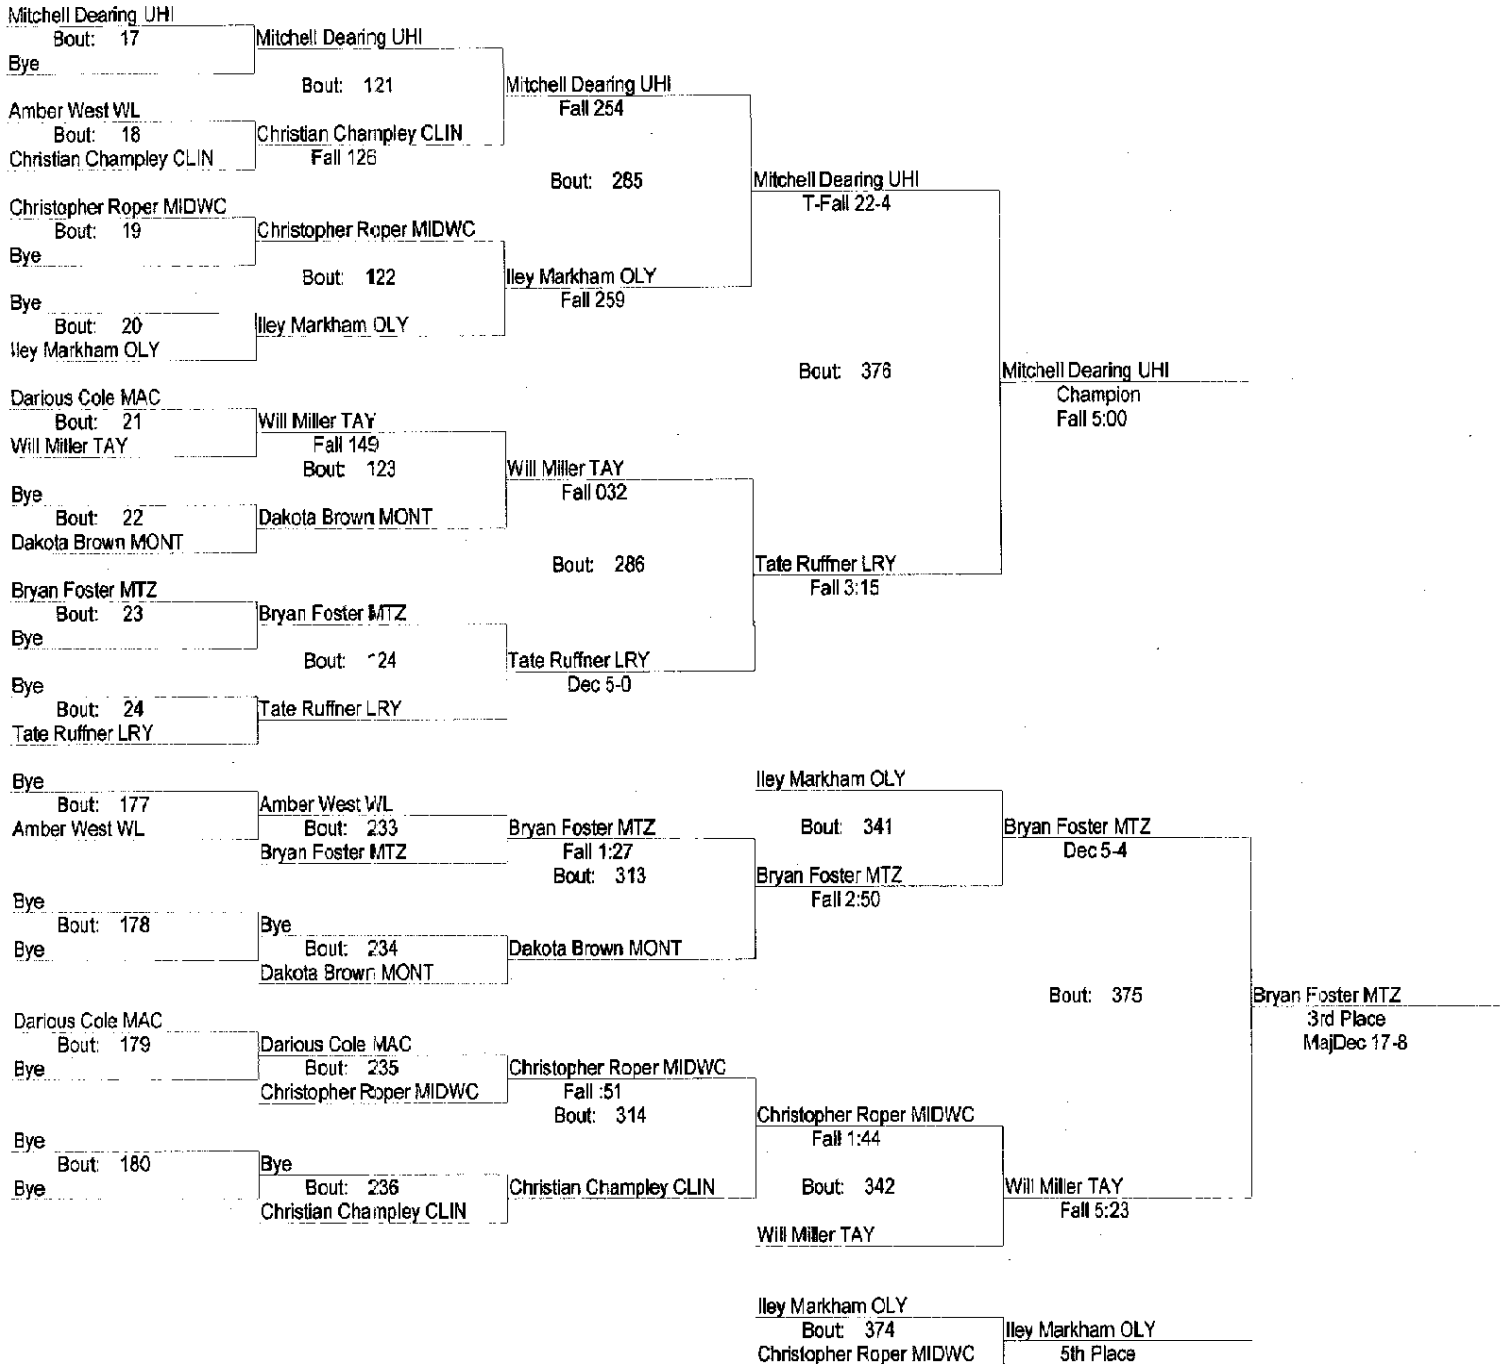 Mitchell Dearing UHI
Bout: 17
Bye
Mitchell Dearing UHI
Bout: 121
Mitchell Dearing UHI
Fall 254
Amber West WL
Bout: 18
Christian Champley CLIN
Christian Champley CLIN
Fall 126
Bout: 285
Mitchell Dearing UHI
T-Fall 22-4
Christopher Roper MIDWC
Bout: 19
Bye
Christopher Roper MIDWC
Bout: 122
Iley Markham OLY
Fall 259
Bye
Bout: 20
Iley Markham OLY
Iley Markham OLY
Bout: 376
Mitchell Dearing UHI
Champion
Fall 5:00
Darious Cole MAC
Bout: 21
Will Miller TAY
Will Miller TAY
Fall 149
Bout: 123
Will Miller TAY
Fall 032
Bye
Bout: 22
Dakota Brown MONT
Dakota Brown MONT
Bout: 286
Tate Ruffner LRY
Fall 3:15
Bryan Foster MTZ
Bout: 23
Bye
Bryan Foster MTZ
Bout: 24
Tate Ruffner LRY
Dec 5-0
Bye
Bout: 24
Tate Ruffner LRY
Tate Ruffner LRY
Bye
Bout: 177
Amber West WL
Amber West WL
Bout: 233
Bryan Foster MTZ
Bryan Foster MTZ
Fall 1:27
Bout: 313
Iley Markham OLY
Bout: 341
Bryan Foster MTZ
Fall 2:50
Bryan Foster MTZ
Dec 5-4
Bye
Bout: 178
Bye
Bye
Bout: 234
Dakota Brown MONT
Dakota Brown MONT
Bout: 375
Bryan Foster MTZ
3rd Place
MajDec 17-8
Darious Cole MAC
Bout: 179
Bye
Darious Cole MAC
Bout: 235
Christopher Roper MIDWC
Christopher Roper MIDWC
Fall :51
Bout: 314
Christopher Roper MIDWC
Fall 1:44
Bye
Bout: 180
Bye
Bye
Bout: 236
Christian Champley CLIN
Christian Champley CLIN
Bout: 342
Will Miller TAY
Will Miller TAY
Fall 5:23
Iley Markham OLY
Bout: 374
Christopher Roper MIDWC
Iley Markham OLY
5th Place